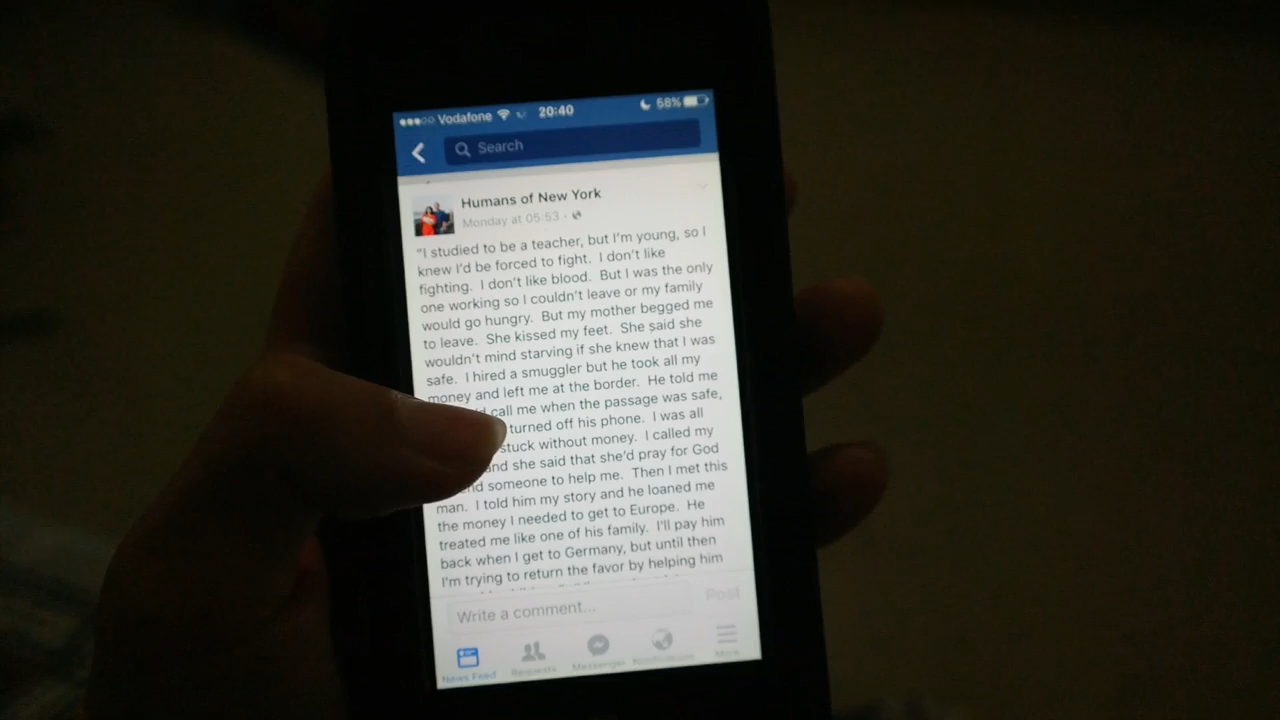 Vodafone 20:40 58%
Search
Humans of New York
Monday at 05:53
"I studied to be a teacher, but I'm young, so I
knew I'd be forced to fight. I don't like
fighting. I don't like blood. But I was the only
one working so I couldn't leave or my family
would go hungry. But my mother begged me
to leave. She kissed my feet. She said she
wouldn't mind starving if she knew that I was
safe. I hired a smuggler but he took all my
money and left me at the border. He told me
call me when the passage was safe,
turned off his phone. I was all
stuck without money. I called my
and she said that she'd pray for God
someone to help me. Then I met this
man. I told him my story and he loaned me
the money I needed to get to Europe. He
treated me like one of his family. I'll pay him
back when I get to Germany, but until then
I'm trying to return the favor by helping him
Write a comment... Post
News Feed Requests Messenger Notifications More